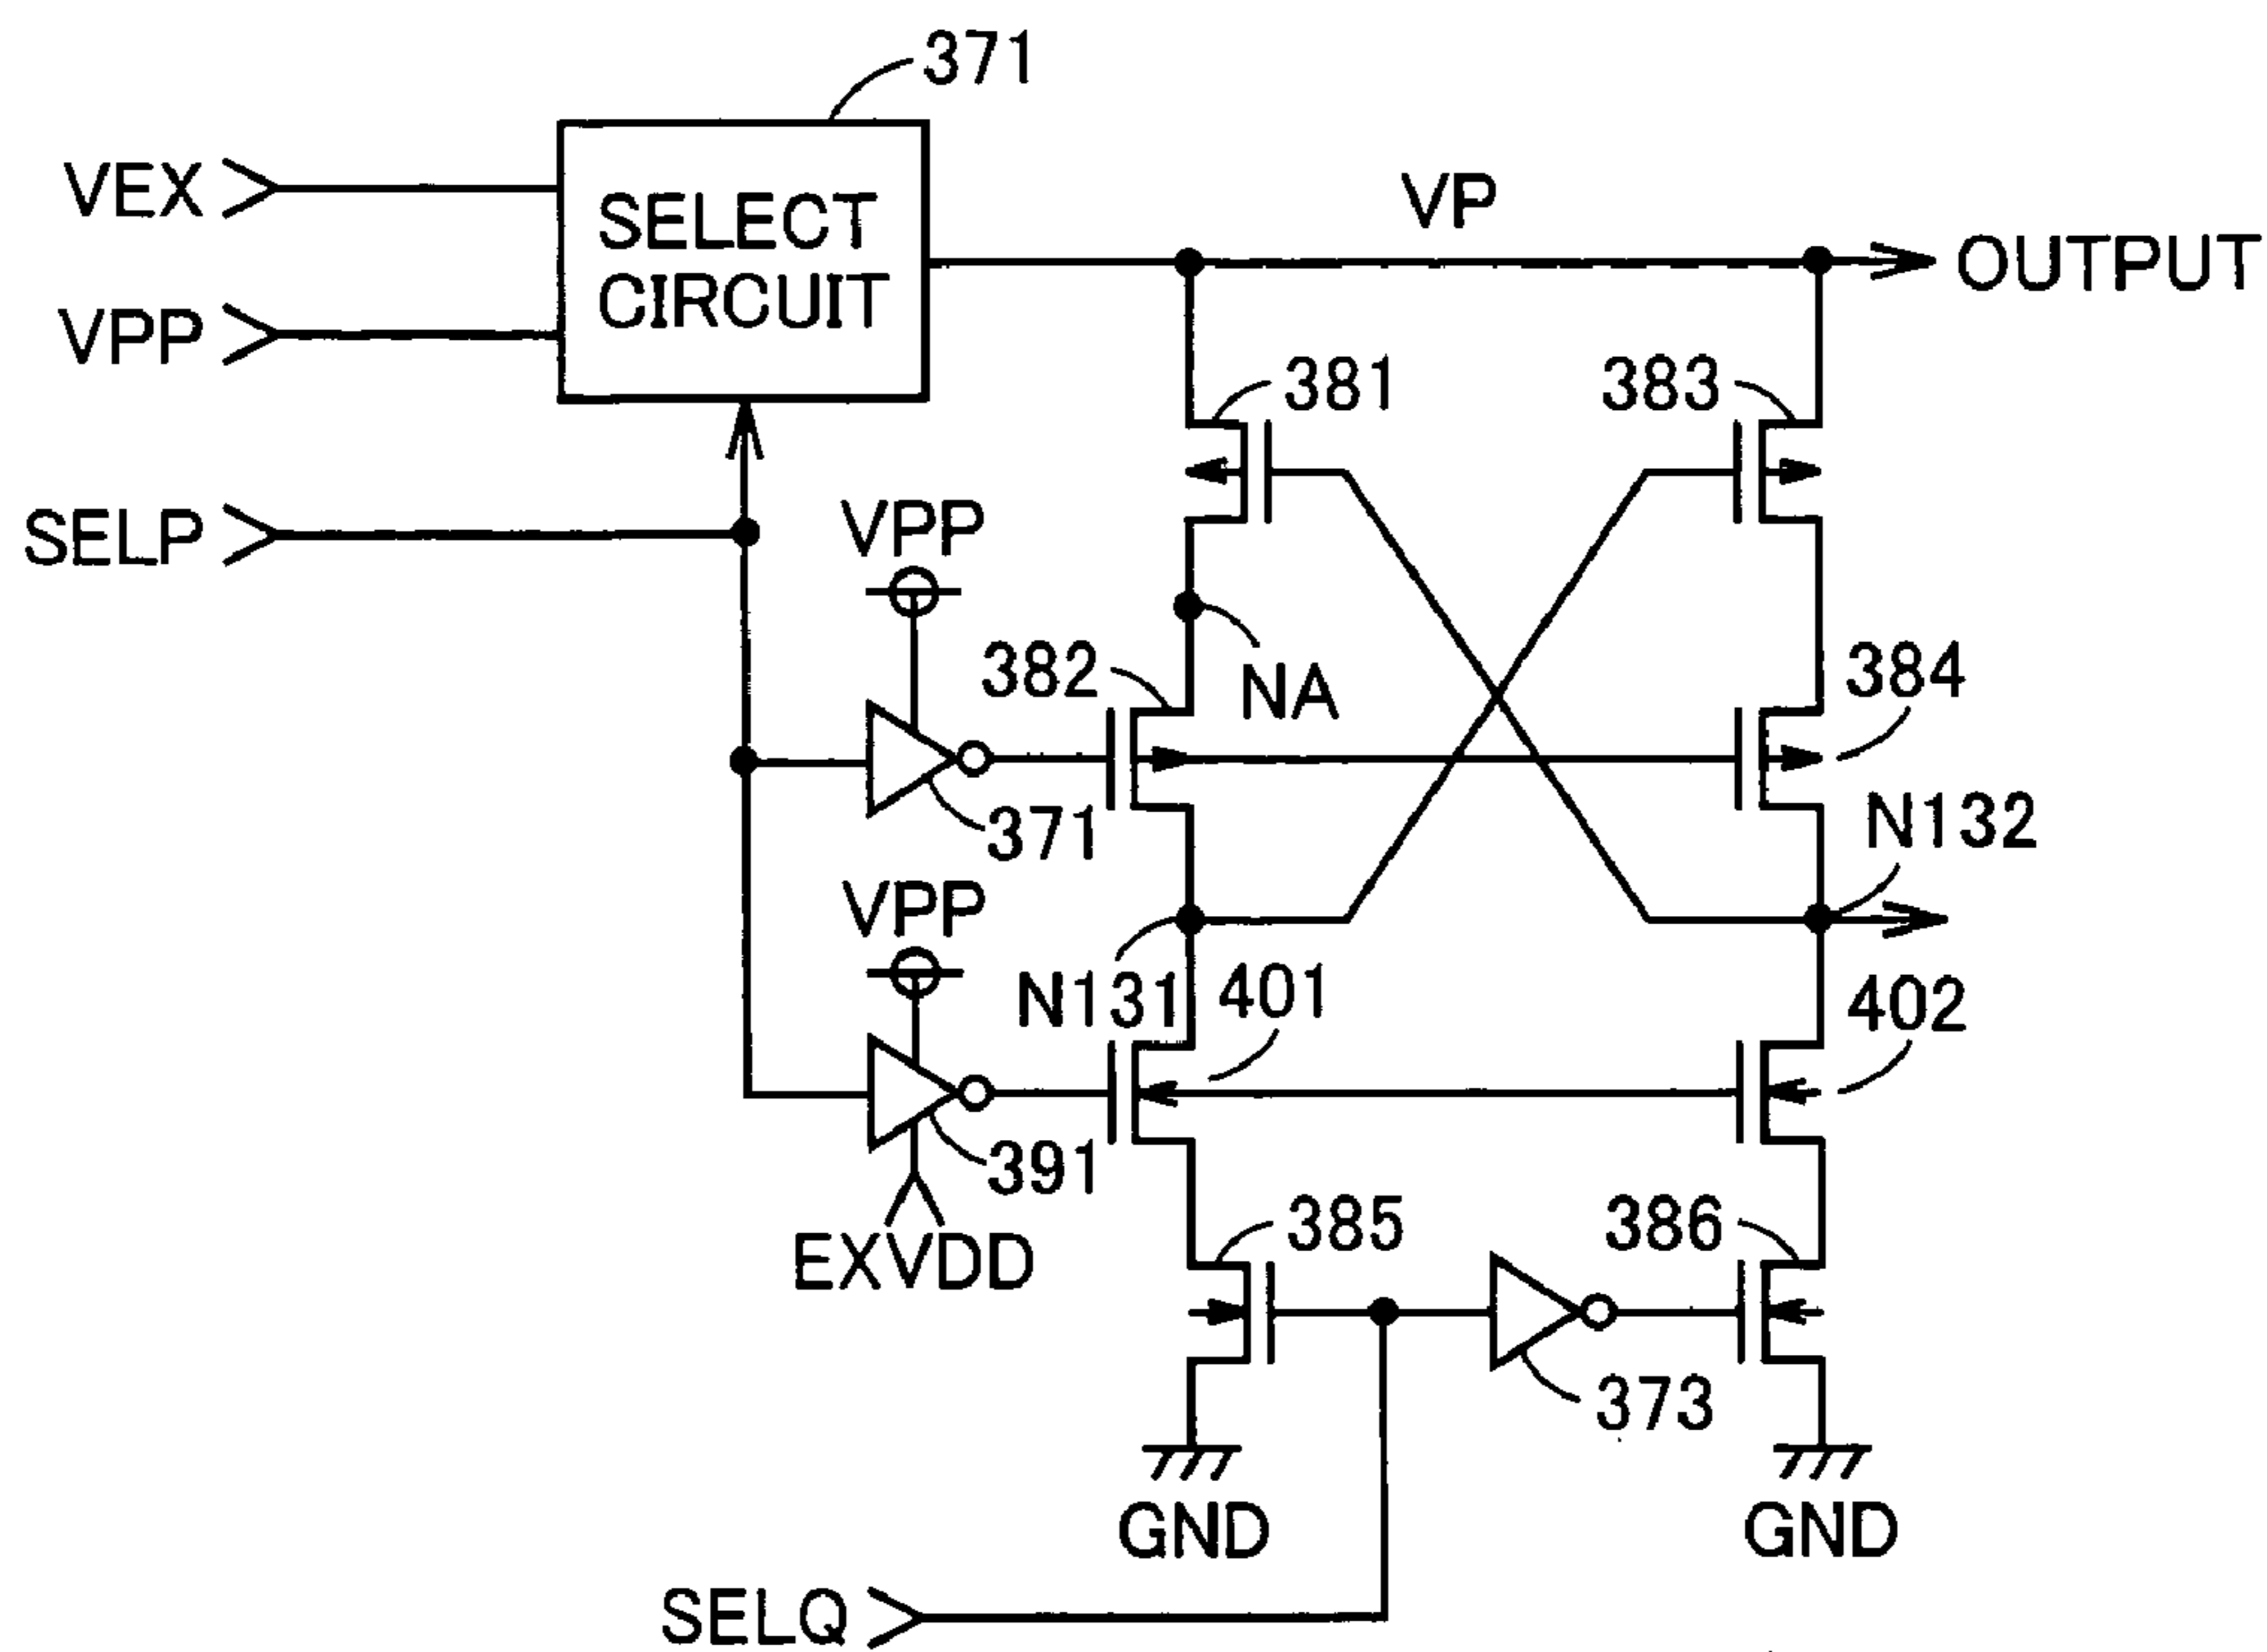 371
VEX
SELECT
CIRCUIT
VP
OUTPUT
VPP
381
383
SELP
VPP
382
NA
384
371
N132
VPP
N131
401
402
391
EXVDD
385
386
373
GND
GND
SELQ